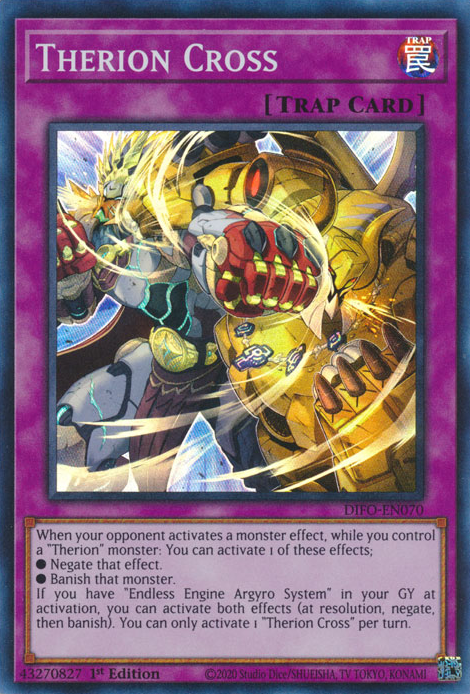 THERION CROSS
TRAP
罠
[TRAP CARD]
DIFO-EN070
When your opponent activates a monster effect, while you control
a "Therion" monster: You can activate 1 of these effects;
● Negate that effect.
● Banish that monster.
If you have "Endless Engine Argyro System" in your GY at
activation, you can activate both effects (at resolution, negate,
then banish). You can only activate 1 "Therion Cross" per turn.
43270827 1st Edition ©2020 Studio Dice/SHUEISHA, TV TOKYO, KONAMI